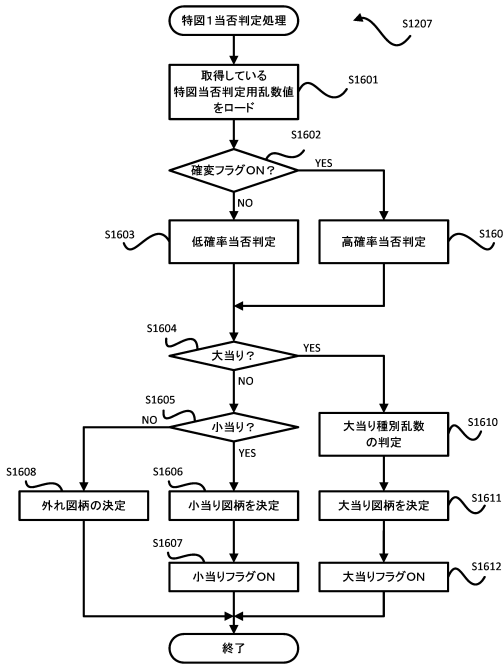 特図1当否判定処理
S1207
取得している
特図当否判定用乱数値
をロード
S1601
S1602
確変フラグON?
YES
NO
S1603
低確率当否判定
高確率当否判定
S160
S1604
大当り?
YES
NO
S1605
小当り?
NO
YES
大当り種別乱数
の判定
S1610
S1608
外れ図柄の決定
S1606
小当り図柄を決定
大当り図柄を決定
S1611
S1607
小当りフラグON
大当りフラグON
S1612
終了